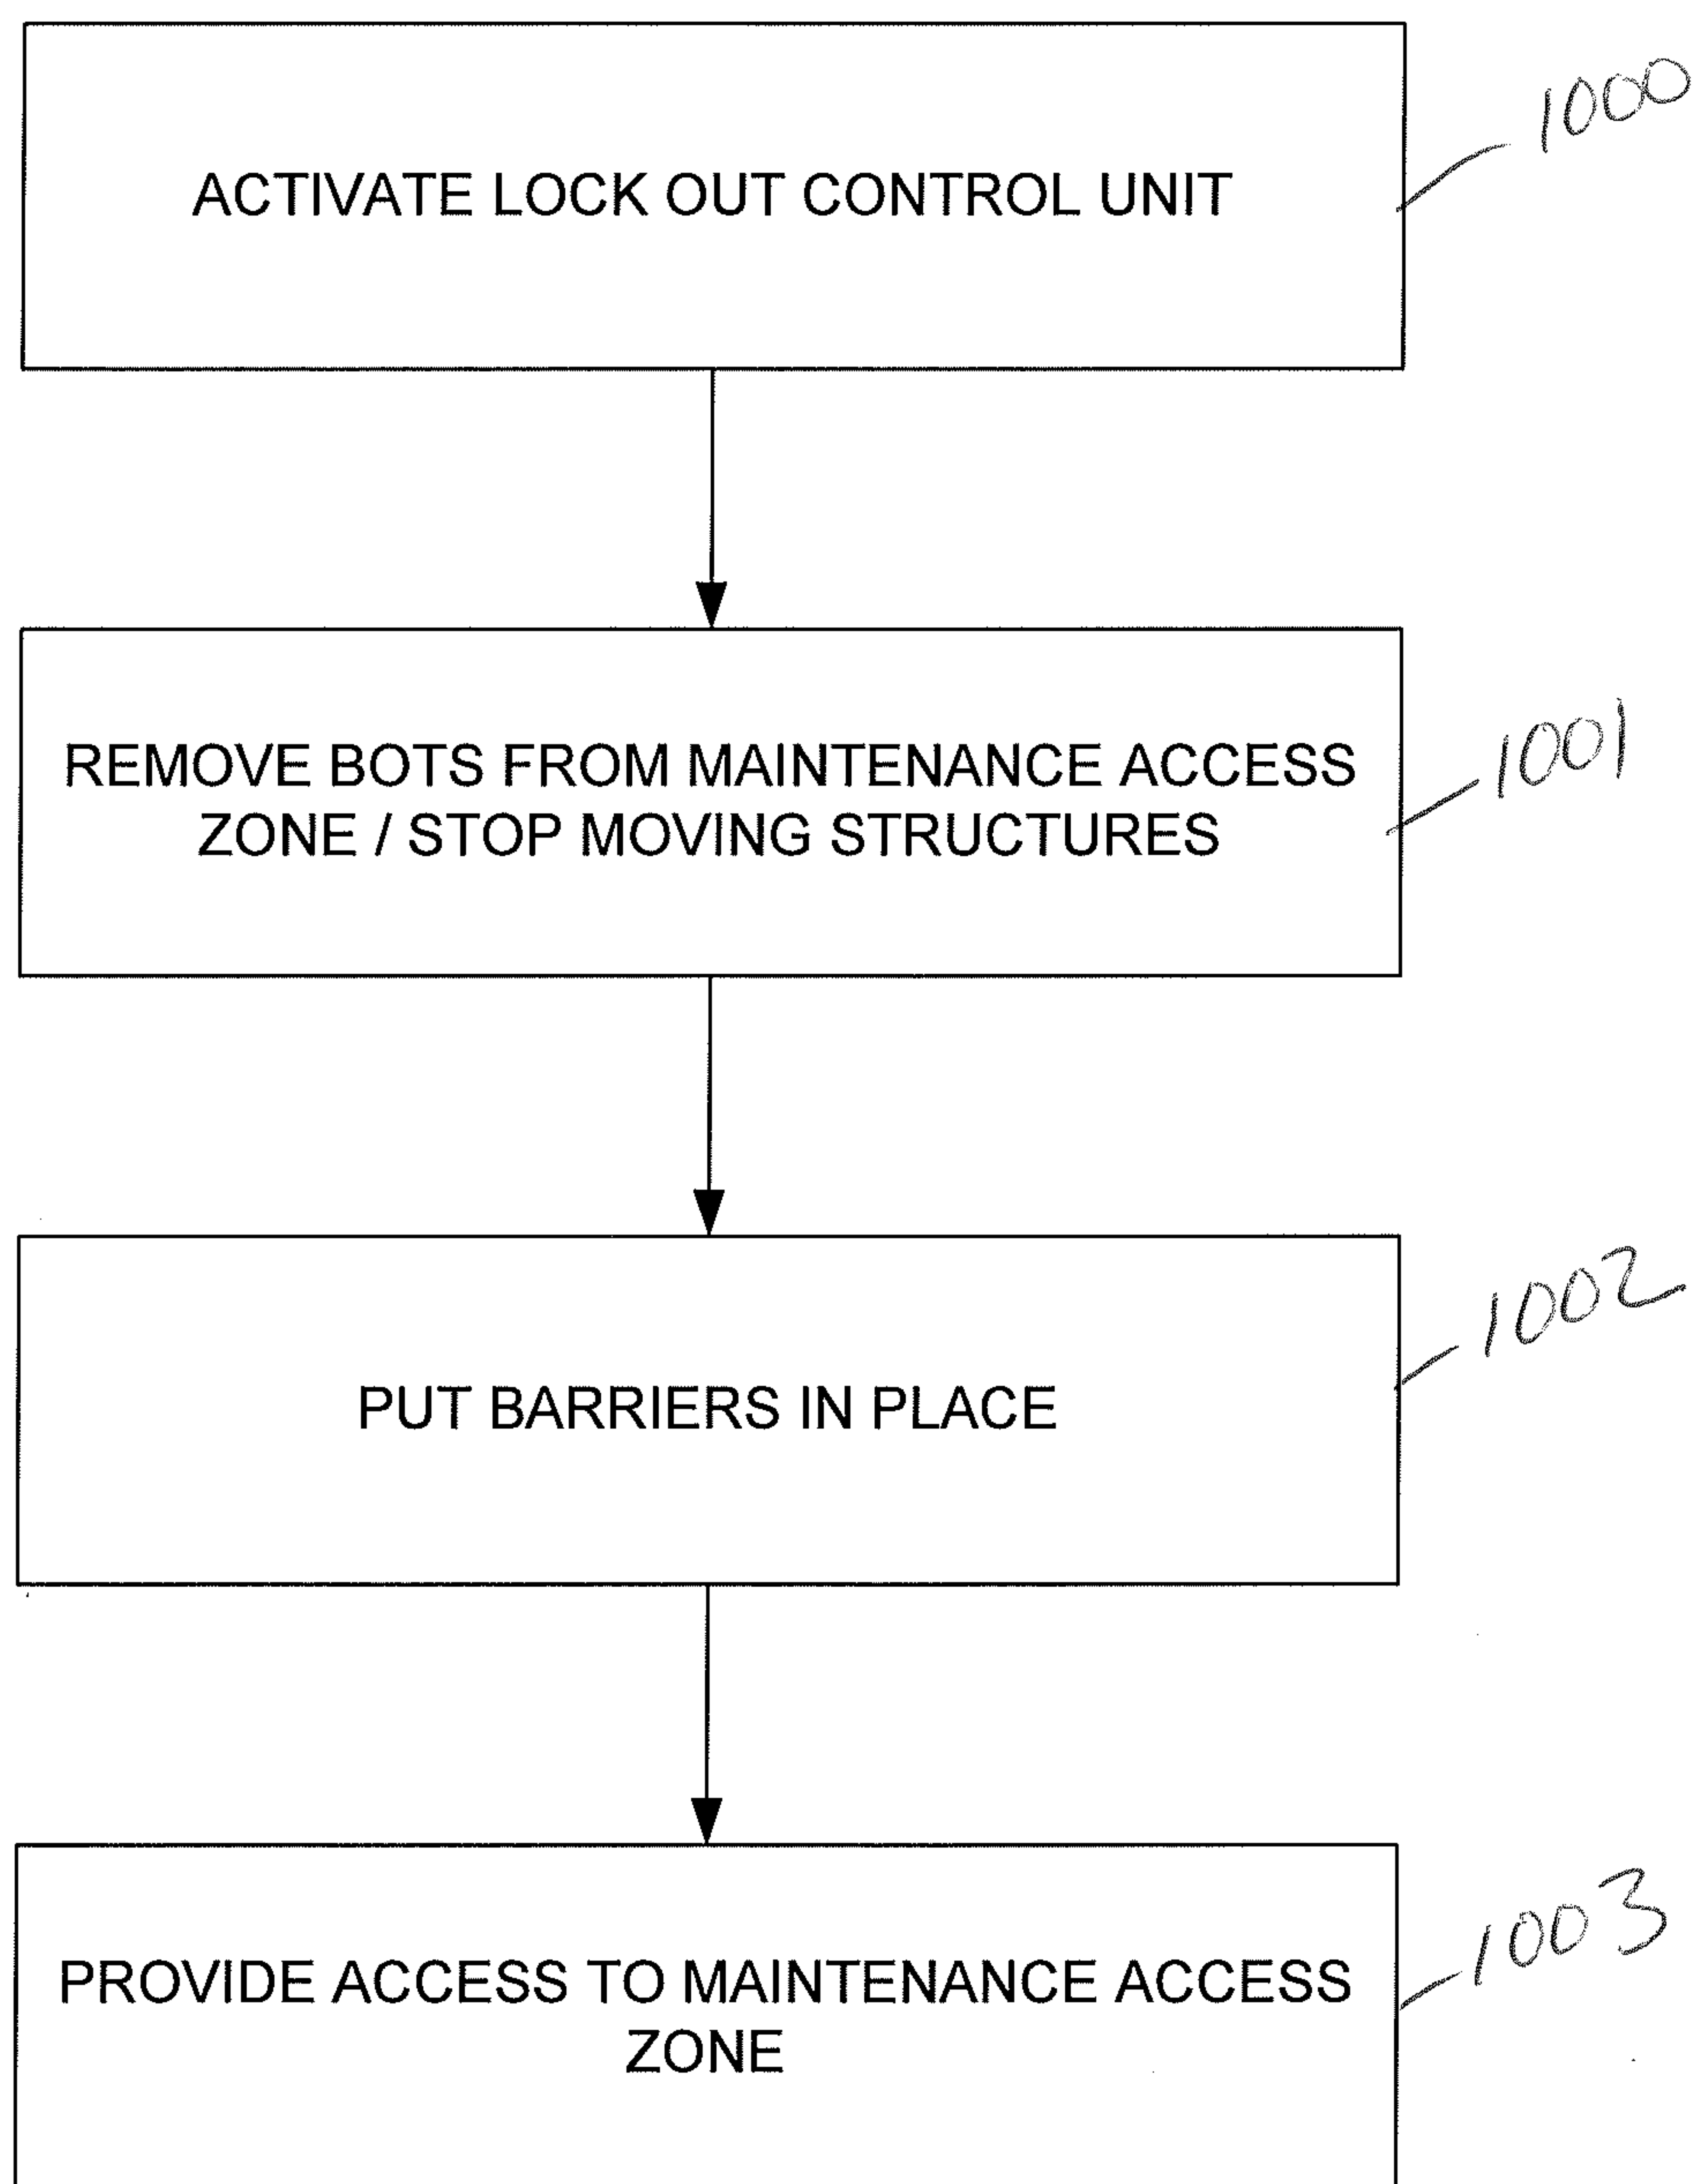 ACTIVATE LOCK OUT CONTROL UNIT
1000
REMOVE BOTS FROM MAINTENANCE ACCESS
ZONE / STOP MOVING STRUCTURES
1001
PUT BARRIERS IN PLACE
1002
PROVIDE ACCESS TO MAINTENANCE ACCESS
ZONE
1003